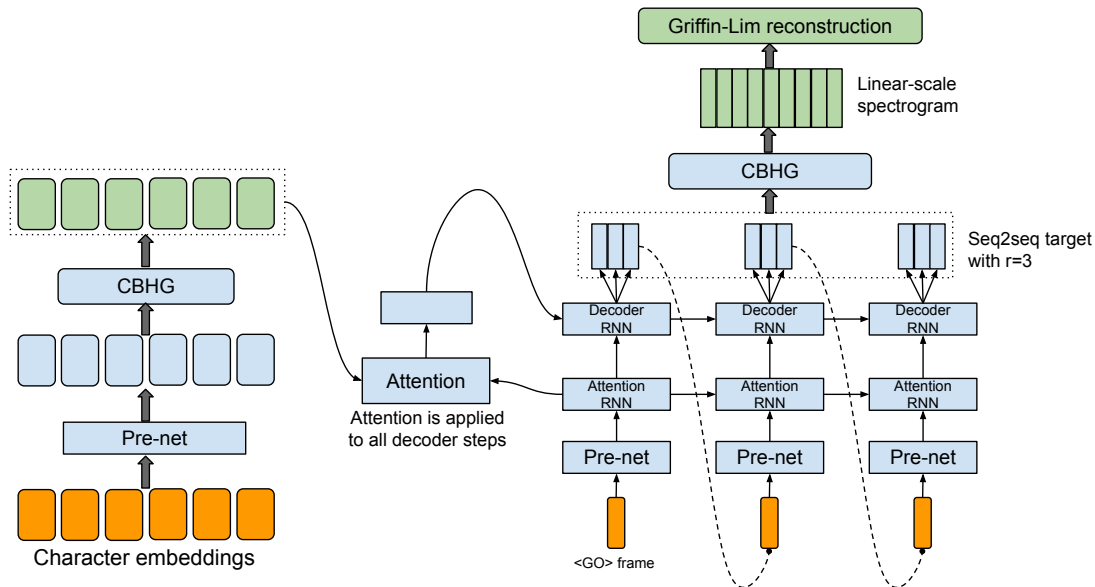 Griffin-Lim reconstruction
Linear-scale
spectrogram
CBHG
Seq2seq target
with r=3
CBHG
Decoder
RNN
Decoder
RNN
Decoder
RNN
Attention
Attention is applied
to all decoder steps
Attention
RNN
Attention
RNN
Attention
RNN
Pre-net
Pre-net
Pre-net
Pre-net
Character embeddings
<GO> frame